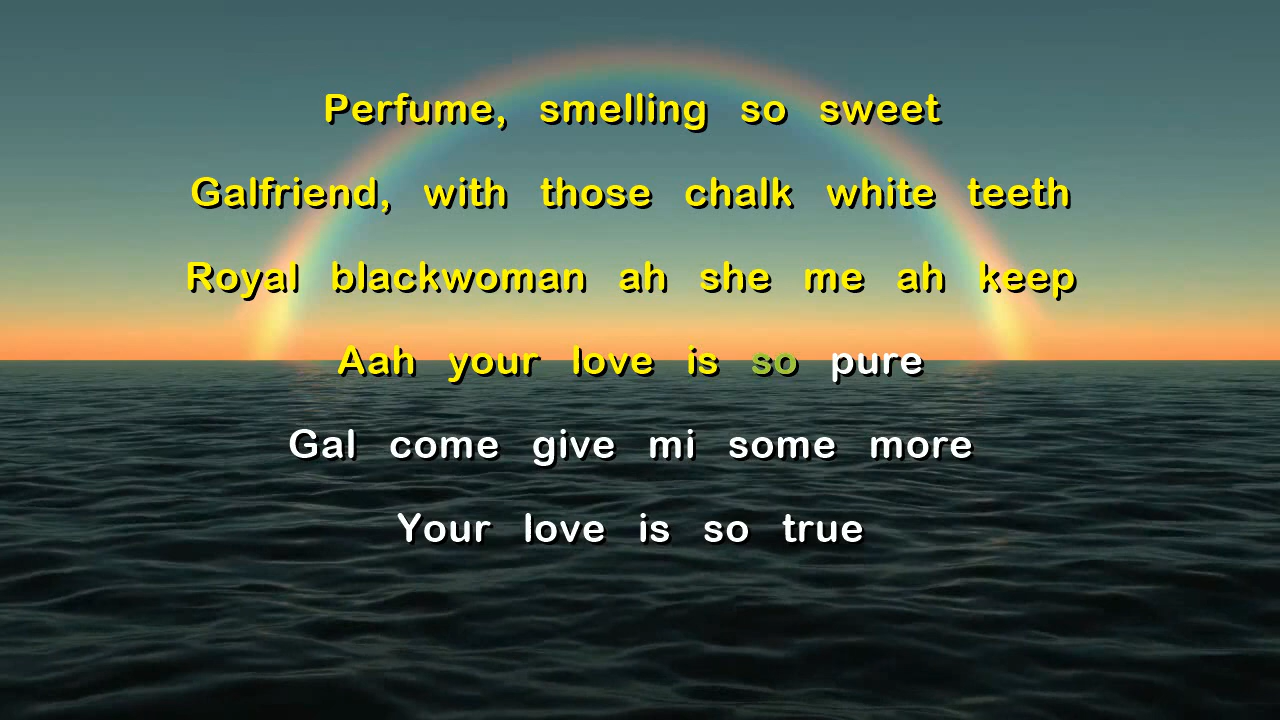 Perfume, smelling so sweet
Galfriend, with those chalk white teeth
Royal blackwoman ah she me ah keep
Aah your love is so pure
Gal come give mi some more
Your love is so true